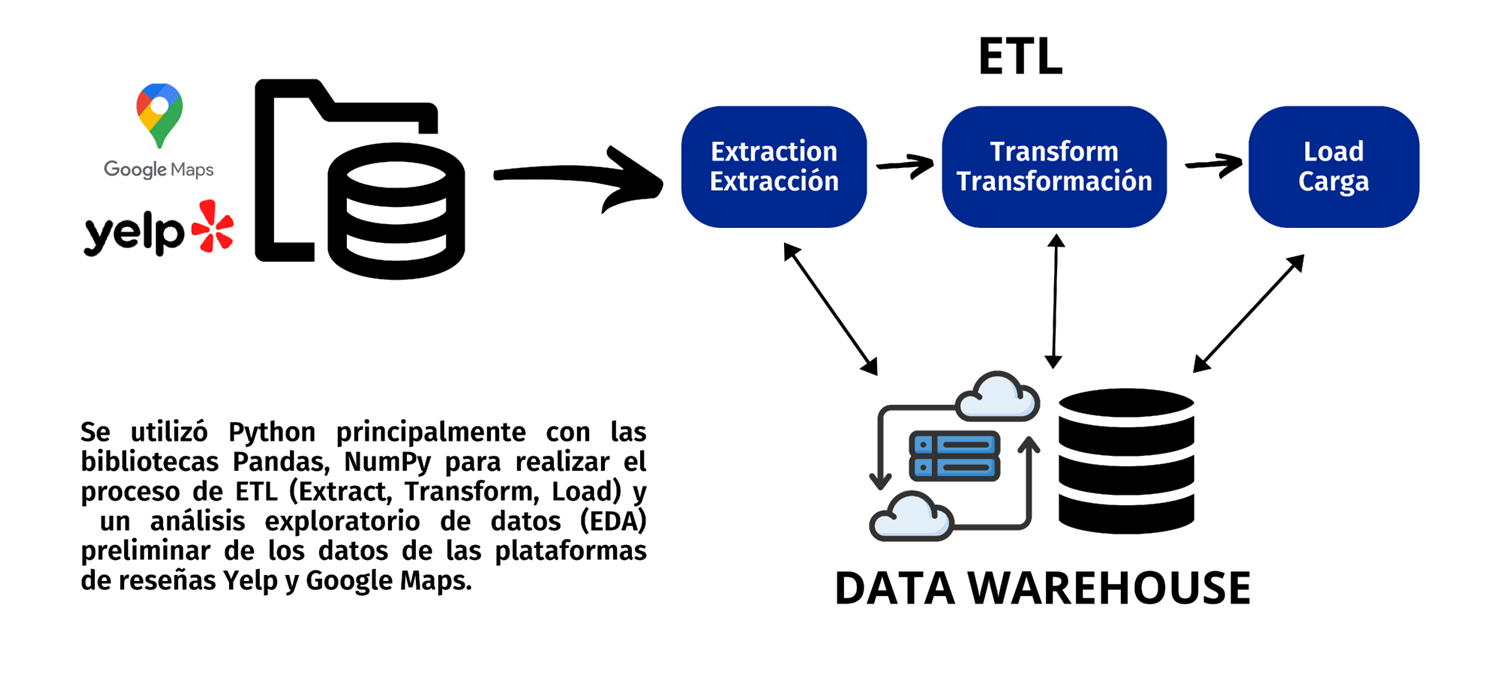 Google Maps
yelp
ETL
Extraction
Extracción
Transform
Transformación
Load
Carga
Se utilizó Python principalmente con las
bibliotecas Pandas, NumPy para realizar el
proceso de ETL (Extract, Transform, Load) y
un análisis exploratorio de datos (EDA)
preliminar de los datos de las plataformas
de reseñas Yelp y Google Maps.
DATA WAREHOUSE